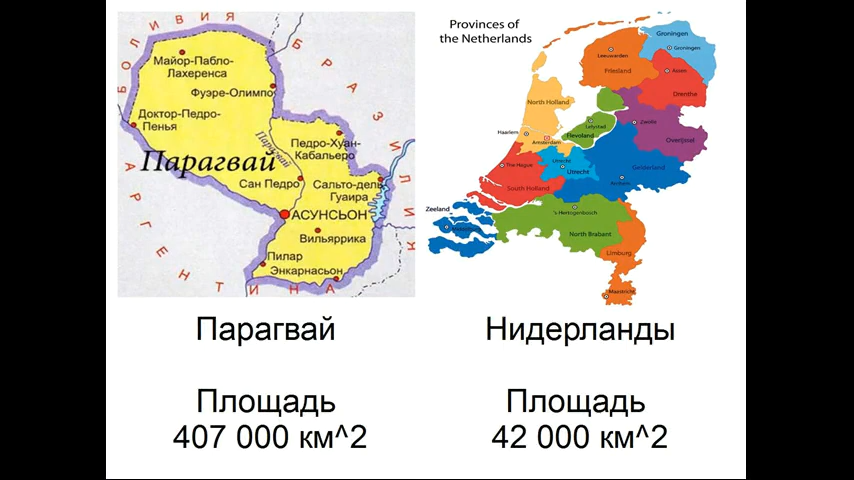 БОЛИВИЯ
БРАЗИЛИЯ
АРГЕНТИНА
Майор-Пабло-
Лахеренса
Фуэрте-Олимпо
Доктор-Педро-
Пенья
Парагвай
Педро-Хуан-
Кабальеро
Парагвай
Сан Педро
Сальто-дель-
Гуаира
АСУНСЬОН
Вильяррика
Пилар
Энкарнасьон
Provinces of
the Netherlands
Groningen
Groningen
Leeuwarden
Friesland
Assen
Drenthe
North Holland
Zwolle
Lelystad
Flevoland
Overijssel
Haarlem
Amsterdam
Utrecht
Utrecht
The Hague
Gelderland
Arnhem
South Holland
Zeeland
's Hertogenbosch
North Brabant
Limburg
Maastricht
Парагвай
Нидерланды
Площадь
407 000 км^2
Площадь
42 000 км^2